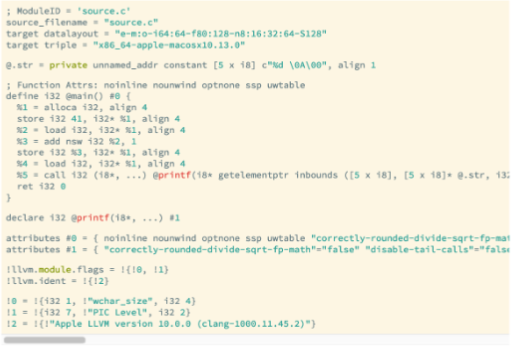 ; ModuleID = 'source.c'
source_filename = "source.c"
target datalayout = "e-m:o-i64:64-f80:128-n8:16:32:64-S128"
target triple = "x86_64-apple-macosx10.13.0"
@.str = private unnamed_addr constant [5 x i8] c"%d \0A\00", align 1
; Function Attrs: noinline nounwind optnone ssp uwtable
define i32 @main() #0 {
%1 = alloca i32, align 4
store i32 41, i32* %1, align 4
%2 = load i32, i32* %1, align 4
%3 = add nsw i32 %2, 1
store i32 %3, i32* %1, align 4
%4 = load i32, i32* %1, align 4
%5 = call i32 (i8*, ...) @printf(i8* getelementptr inbounds ([5 x i8], [5 x i8]* @.str, i32
ret i32 0
}
declare i32 @printf(i8*, ...) #1
attributes #0 = { noinline nounwind optnone ssp uwtable "correctly-rounded-divide-sqrt-fp-mat
attributes #1 = { "correctly-rounded-divide-sqrt-fp-math"="false" "disable-tail-calls"="false
!llvm.module.flags = !{!0, !1}
!llvm.ident = !{!2}
!0 = !{i32 1, !"wchar_size", i32 4}
!1 = !{i32 7, !"PIC Level", i32 2}
!2 = !{!"Apple LLVM version 10.0.0 (clang-1000.11.45.2)"}